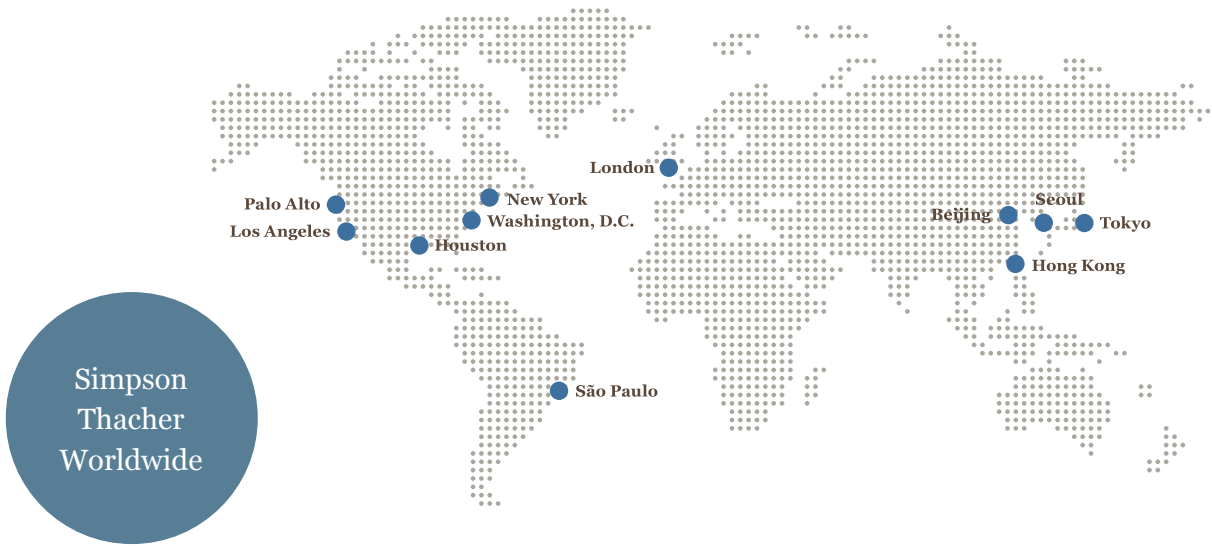 London
Palo Alto
New York
Seoul
Beijing
Washington, D.C.
Tokyo
Los Angeles
Houston
Hong Kong
São Paulo
Simpson
Thacher
Worldwide